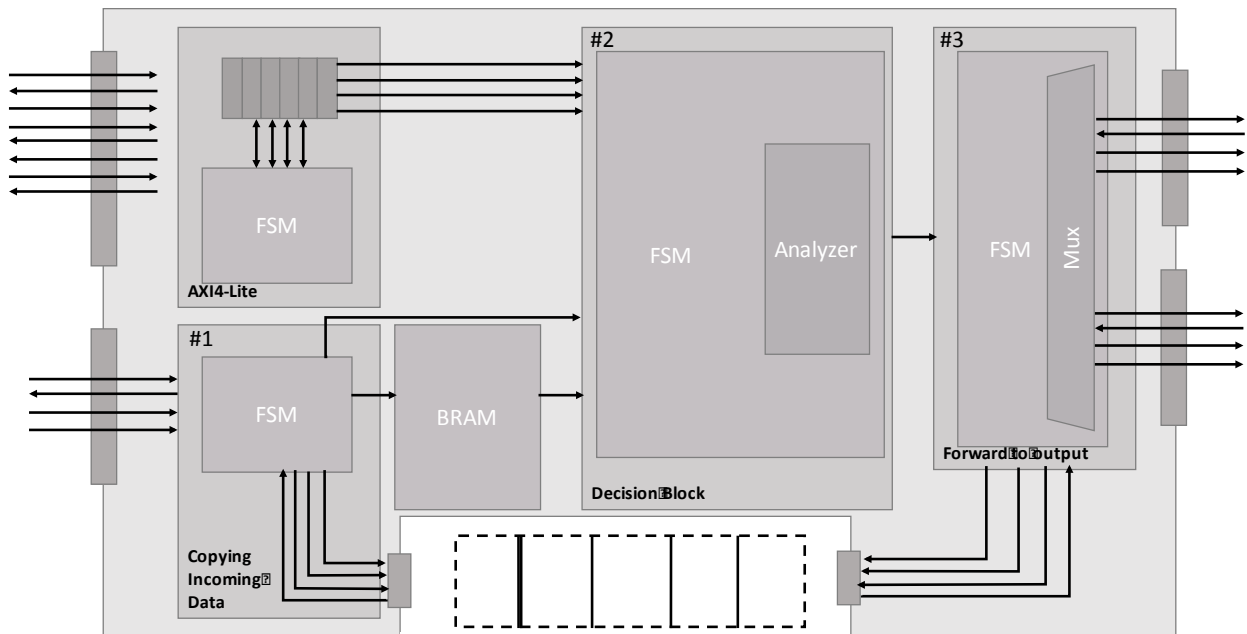 #2
#3
FSM
AXI4-Lite
FSM
Analyzer
FSM
Mux
#1
FSM
BRAM
Forward to output
Decision Block
Copying
Incoming
Data